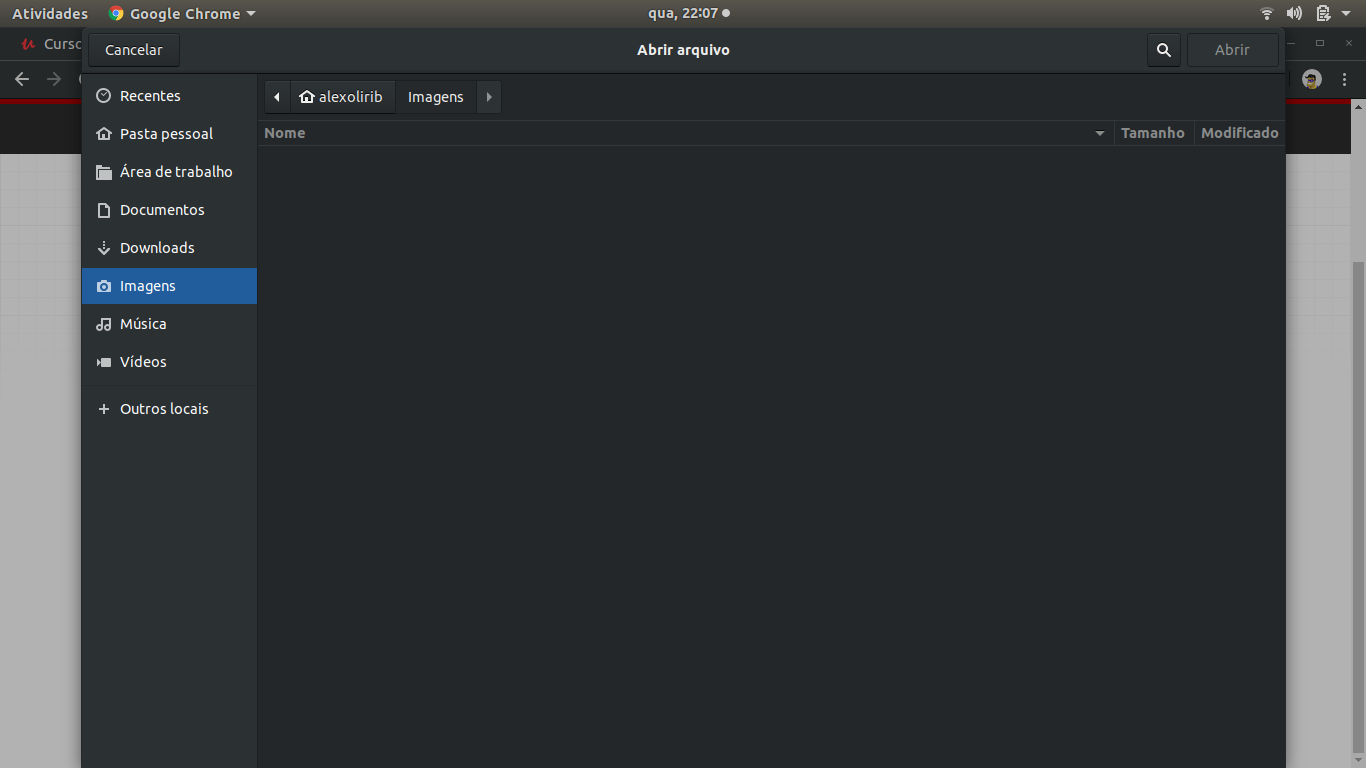 Atividades Google Chrome qua, 22:07
Curso
Cancelar Abrir arquivo Abrir
Recentes
Pasta pessoal
Área de trabalho
Documentos
Downloads
Imagens
Música
Vídeos
Outros locais
alexolirib Imagens
Nome Tamanho Modificado